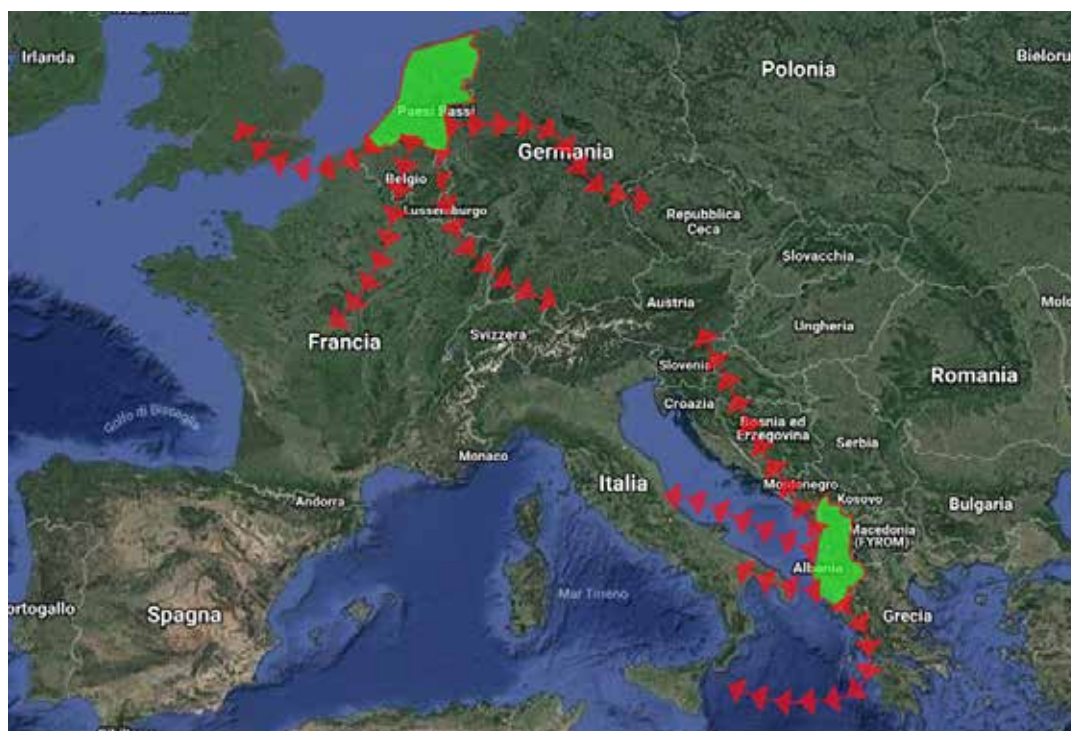 Irlanda
Polonia
Bieloru
Paesi Bassi
Germania
Belgio
Lussemburgo
Repubblica
Ceca
Slovacchia
Austria
Molo
Ungheria
Svizzera
Francia
Slovenia
Romania
Croazia
Golfo di Biscaglia
Bosnia ed
Erzegovina
Serbia
Monaco
Italia
Montenegro
Kosovo
Andorra
Bulgaria
Macedonia
(FYROM)
Albania
Mar Tirreno
ortogallo
Spagna
Grecia